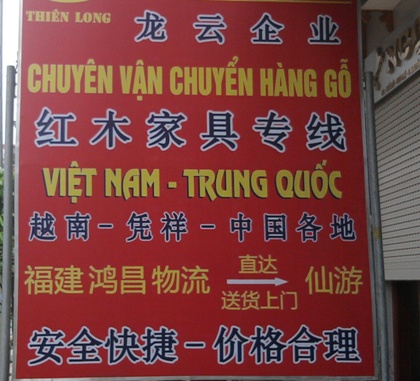 THIÊN LONG
龙云企业
CHUYÊN VẬN CHUYỂN HÀNG GỖ
红木家具专线
VIỆT NAM - TRUNG QUỐC
越南-凭祥-中国各地
福建鸿昌物流 直达 仙游
送货上门
安全快捷-价格合理